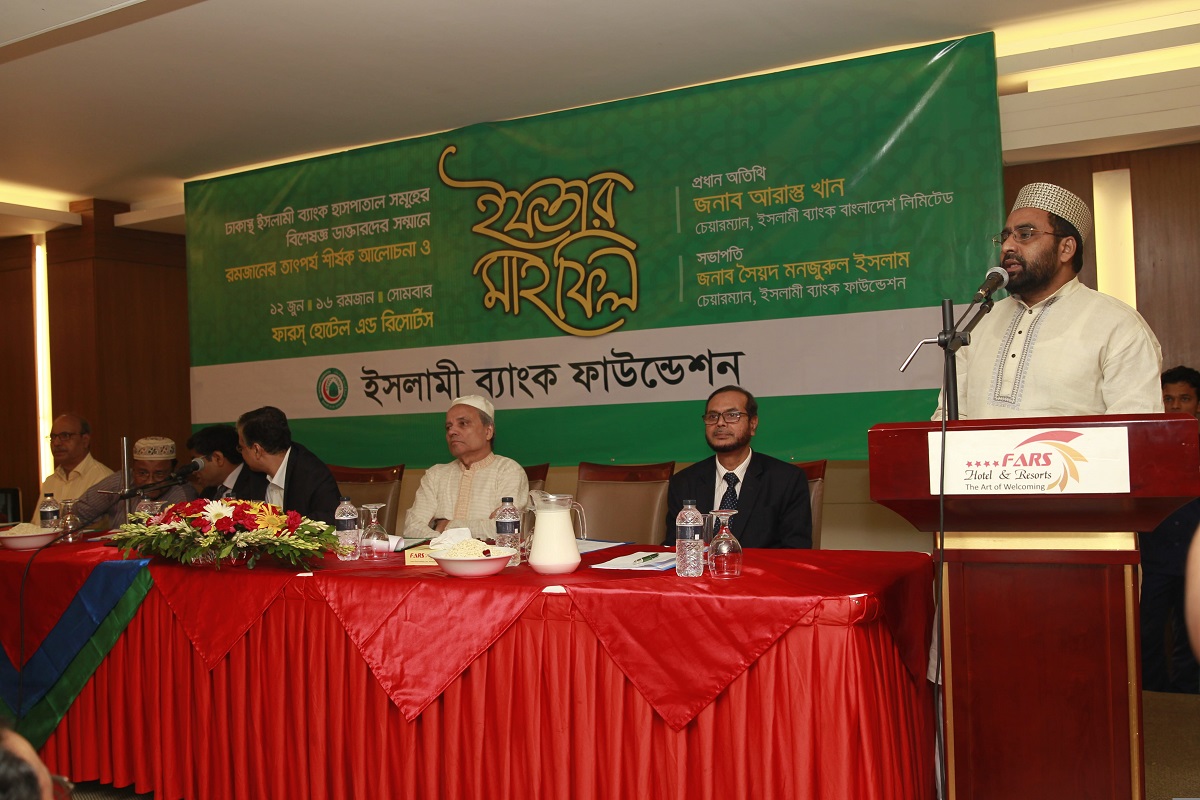 ঢাকাস্থ ইসলামী ব্যাংক হাসপাতাল সমূহের
বিশেষজ্ঞ ডাক্তারদের সম্মানে
রমজানের তাৎপর্য শীর্ষক আলোচনা ও
১২ জুন ॥ ১৬ রমজান ॥ সোমবার
ফারস্ হোটেল এন্ড রিসোর্টস
ইফতার
মাহফিল
প্রধান অতিথি
জনাব আরাস্তু খান
চেয়ারম্যান, ইসলামী ব্যাংক বাংলাদেশ লিমিটেড
সভাপতি
জনাব সৈয়দ মনজুরুল ইসলাম
চেয়ারম্যান, ইসলামী ব্যাংক ফাউন্ডেশন
ইসলামী ব্যাংক ফাউন্ডেশন
FARS
Hotel & Resorts
The Art of Welcoming
FARS